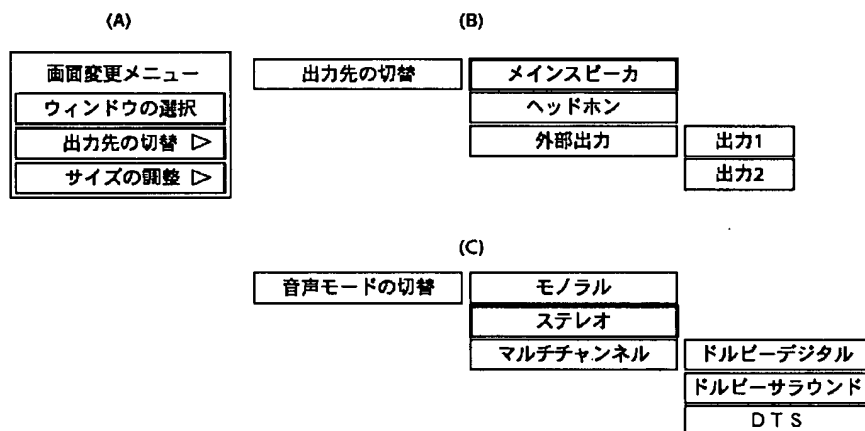 (A)
画面変更メニュー
ウィンドウの選択
出力先の切替 ▷
サイズの調整 ▷
(B)
出力先の切替
メインスピーカ
ヘッドホン
外部出力
出力1
出力2
(C)
音声モードの切替
モノラル
ステレオ
マルチチャンネル
ドルビーデジタル
ドルビーサラウンド
ＤＴＳ